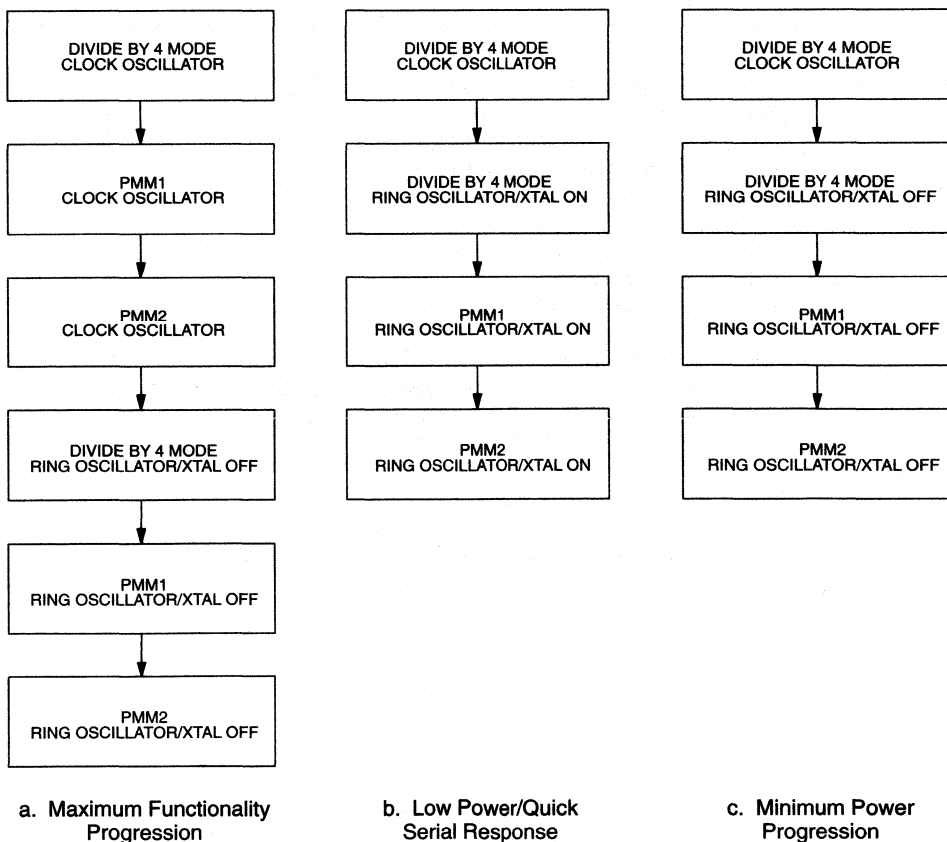 DIVIDE BY 4 MODE
CLOCK OSCILLATOR
PMM1
CLOCK OSCILLATOR
PMM2
CLOCK OSCILLATOR
DIVIDE BY 4 MODE
RING OSCILLATOR/XTAL OFF
PMM1
RING OSCILLATOR/XTAL OFF
PMM2
RING OSCILLATOR/XTAL OFF
a. Maximum Functionality
Progression
DIVIDE BY 4 MODE
CLOCK OSCILLATOR
DIVIDE BY 4 MODE
RING OSCILLATOR/XTAL ON
PMM1
RING OSCILLATOR/XTAL ON
PMM2
RING OSCILLATOR/XTAL ON
b. Low Power/Quick
Serial Response
DIVIDE BY 4 MODE
CLOCK OSCILLATOR
DIVIDE BY 4 MODE
RING OSCILLATOR/XTAL OFF
PMM1
RING OSCILLATOR/XTAL OFF
PMM2
RING OSCILLATOR/XTAL OFF
c. Minimum Power
Progression